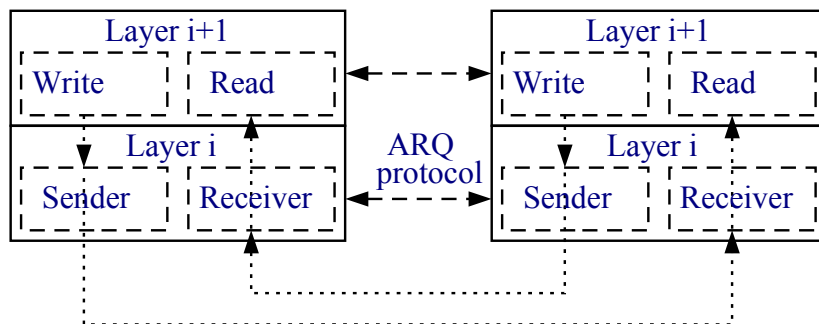 Layer i+1
Write Read
Layer i
Sender Receiver
ARQ
protocol
Layer i+1
Write Read
Layer i
Sender Receiver